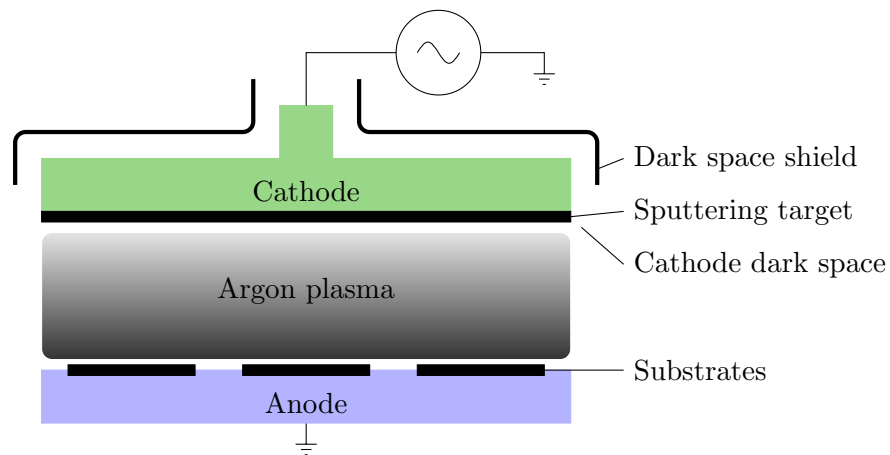 Dark space shield
Cathode
Sputtering target
Cathode dark space
Argon plasma
Substrates
Anode